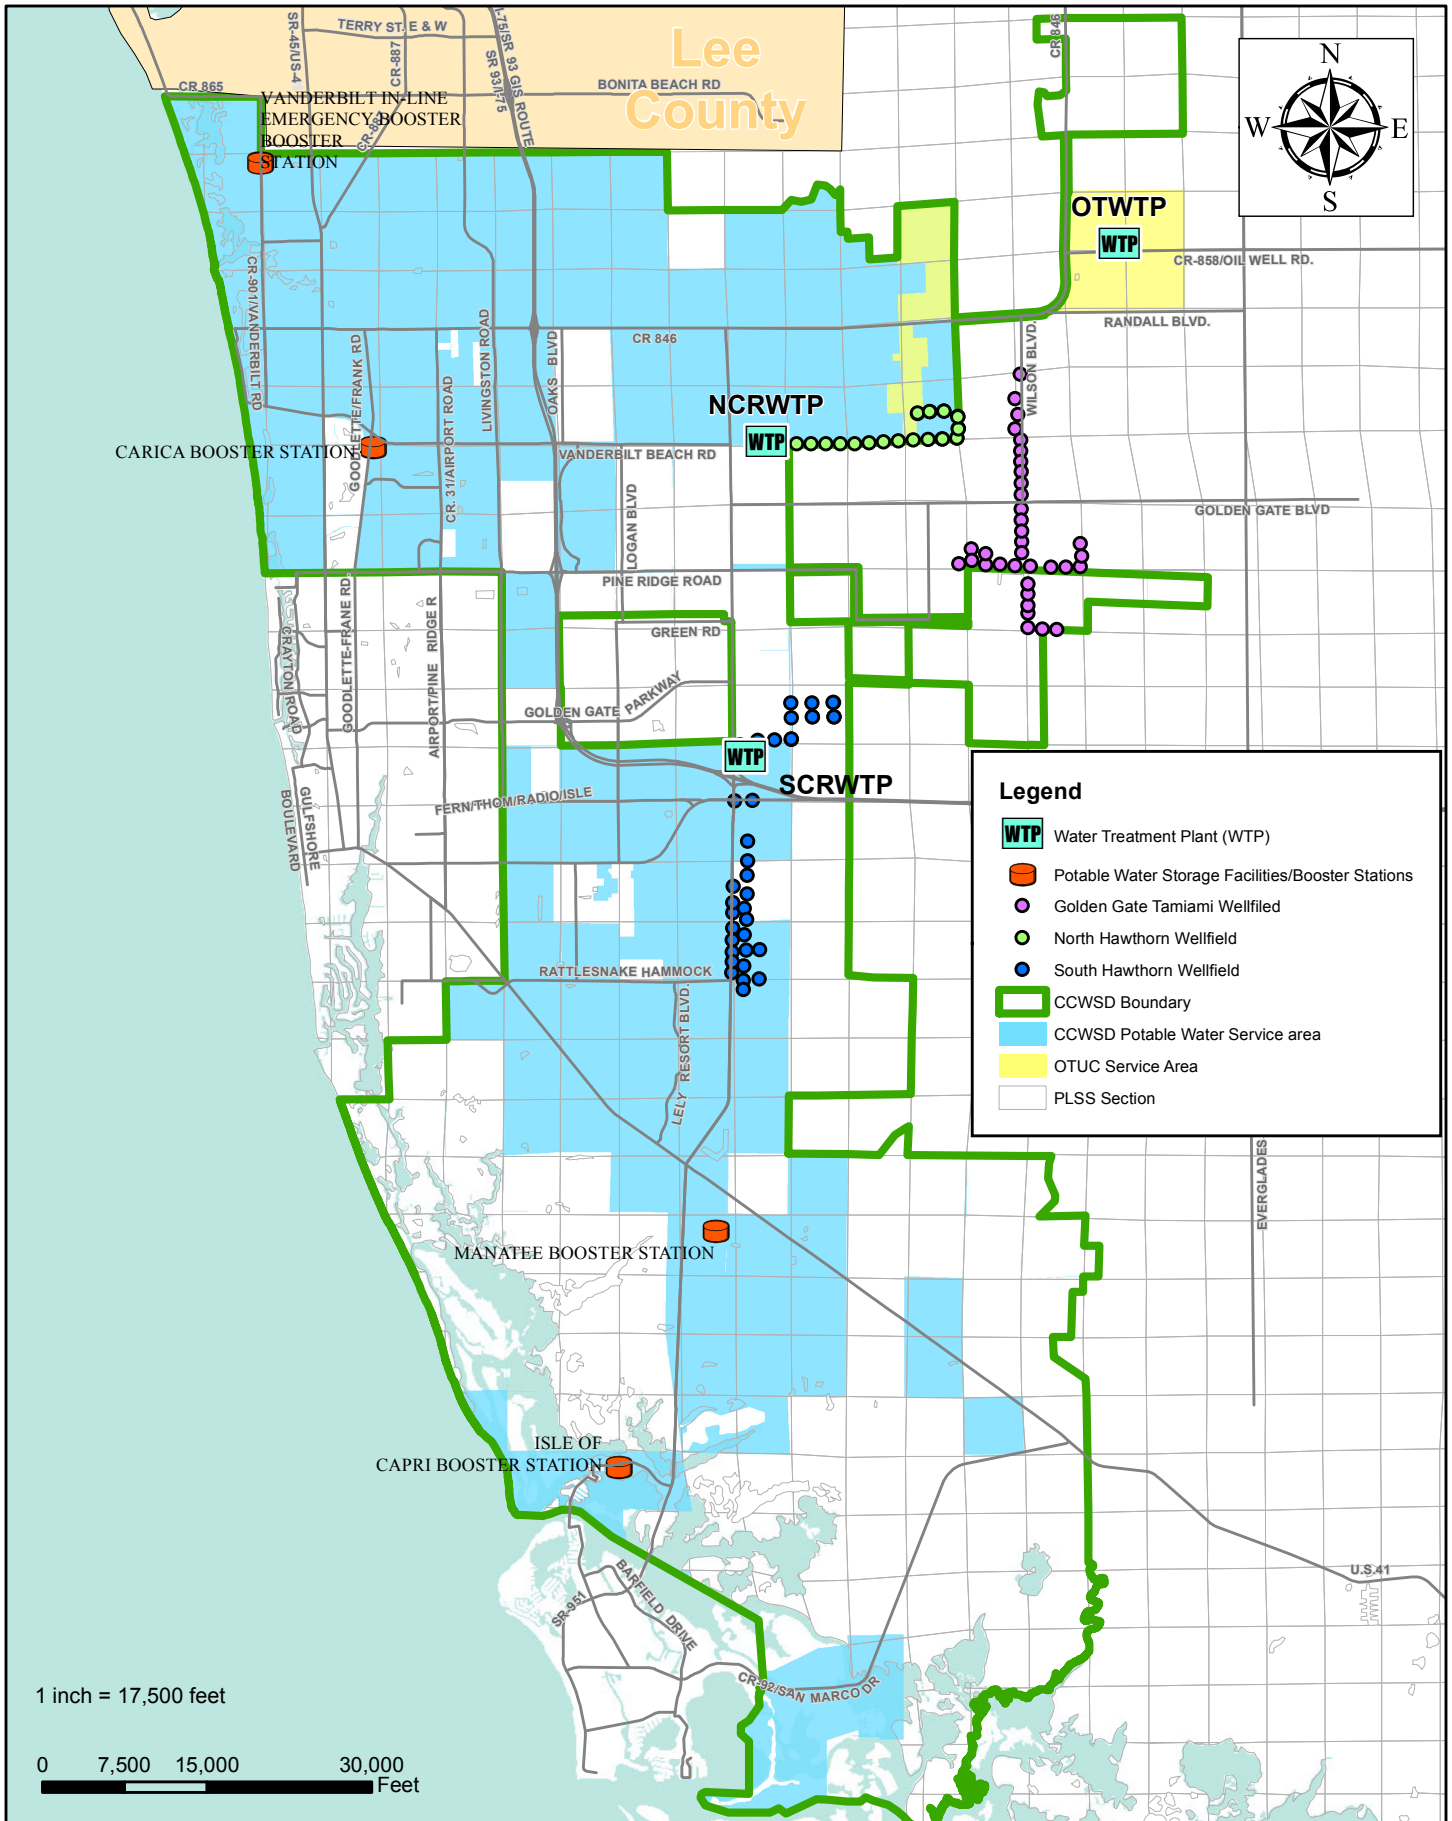 TERRY ST. E & W
SR-45/US-4
CR-887
I-75/SR 93 GIS ROUTE
SR 93/I-75
Lee
County
BONITA BEACH RD
CR 865
CR-887
VANDERBILT IN-LINE
EMERGENCY BOOSTER
BOOSTER
STATION
CR-846
N
W
E
S
OTWTP
WTP
CR-858/OIL WELL RD.
RANDALL BLVD.
CR-901/VANDERBILT RD
GOODLETTE/FRANK RD
CR. 31/AIRPORT ROAD
LIVINGSTON ROAD
OAKS BLVD
CR 846
WILSON BLVD.
NCRWTP
WTP
CARICA BOOSTER STATION
VANDERBILT BEACH RD
LOGAN BLVD
GOLDEN GATE BLVD
PINE RIDGE ROAD
GREEN RD
CRAYTON ROAD
GOODLETTE-FRANE RD.
AIRPORT/PINE RIDGE R
GOLDEN GATE PARKWAY
WTP
SCRWTP
FERN/THOM/RADIO/ISLE
GULFSHORE
BOULEVARD
RATTLESNAKE HAMMOCK
LELY RESORT BLVD.
Legend
WTP Water Treatment Plant (WTP)
Potable Water Storage Facilities/Booster Stations
Golden Gate Tamiami Wellfiled
North Hawthorn Wellfield
South Hawthorn Wellfield
CCWSD Boundary
CCWSD Potable Water Service area
OTUC Service Area
PLSS Section
EVERGLADES
MANATEE BOOSTER STATION
ISLE OF
CAPRI BOOSTER STATION
U.S.41
SR-951
BARFIELD DRIVE
CR-92/SAN MARCO DR
1 inch = 17,500 feet
0 7,500 15,000 30,000
Feet